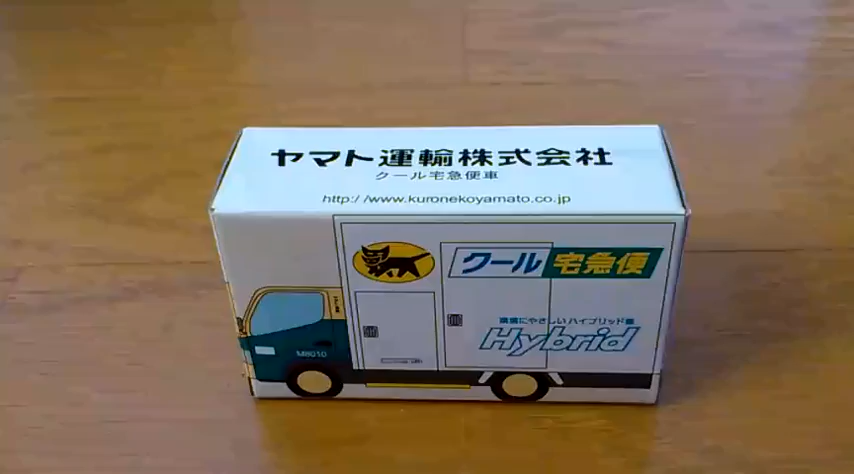 ヤマト運輸株式会社
クール宅急便車
http://www.kuronekoyamato.co.jp
クール宅急便
環境にやさしいハイブリッド車
Hybrid
M8010